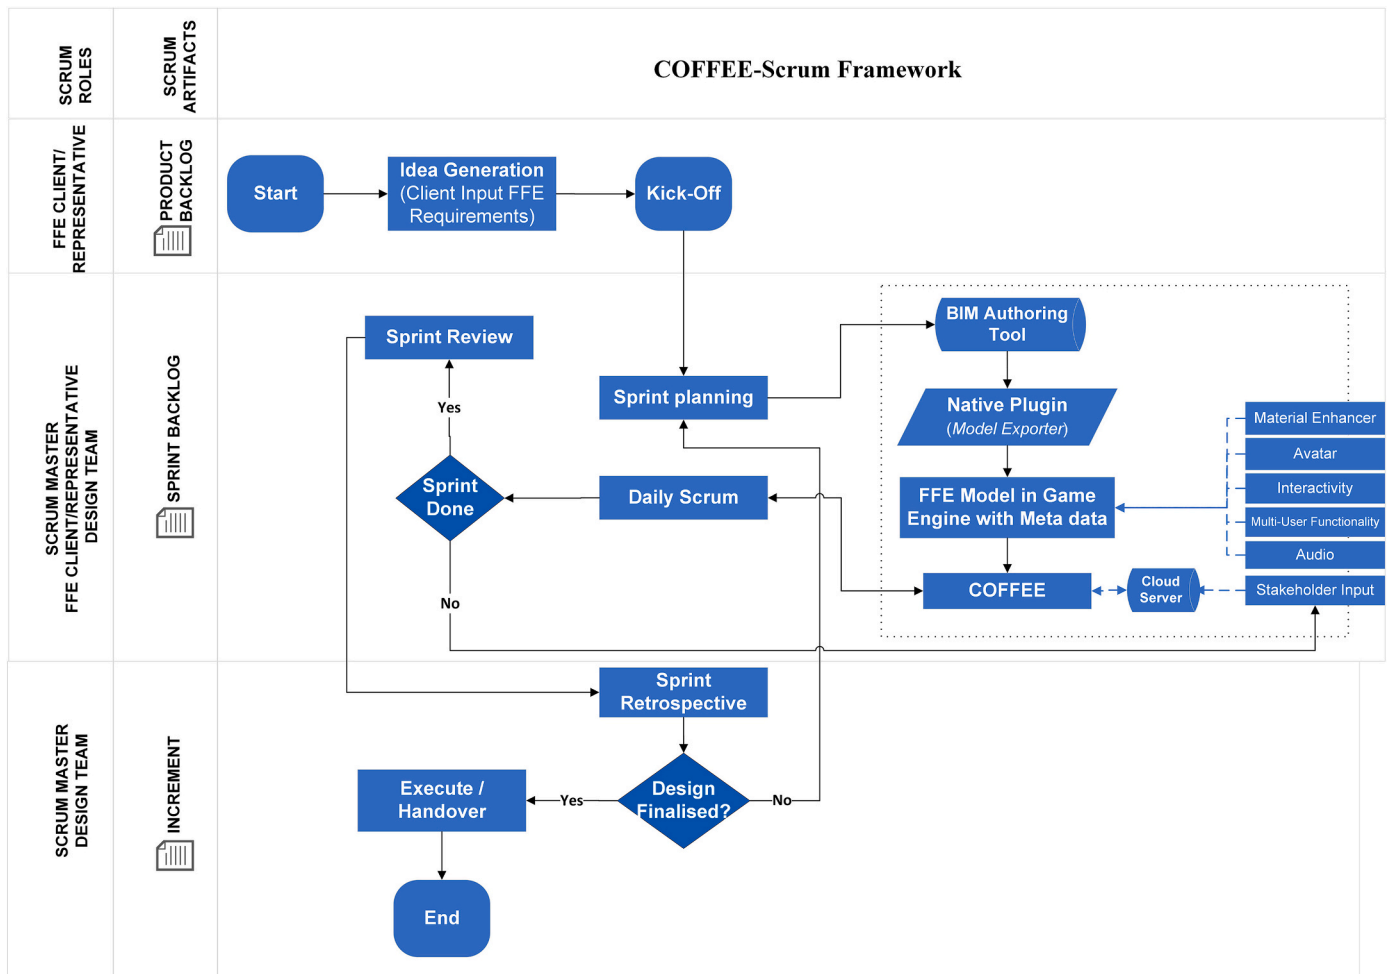 SCRUM
ROLES
SCRUM
ARTIFACTS
COFFEE-Scrum Framework
FFE CLIENT/
REPRESENTATIVE
PRODUCT
BACKLOG
Start
Idea Generation
(Client Input FFE
Requirements)
Kick-Off
SCRUM MASTER
FFE CLIENT/REPRESENTATIVE
DESIGN TEAM
SPRINT BACKLOG
Sprint Review
Yes
Sprint
Done
No
Sprint planning
Daily Scrum
BIM Authoring
Tool
Native Plugin
(Model Exporter)
FFE Model in Game
Engine with Meta data
COFFEE
Cloud
Server
Material Enhancer
Avatar
Interactivity
Multi-User Functionality
Audio
Stakeholder Input
SCRUM MASTER
DESIGN TEAM
INCREMENT
Sprint
Retrospective
Design
Finalised?
Yes
No
Execute /
Handover
End